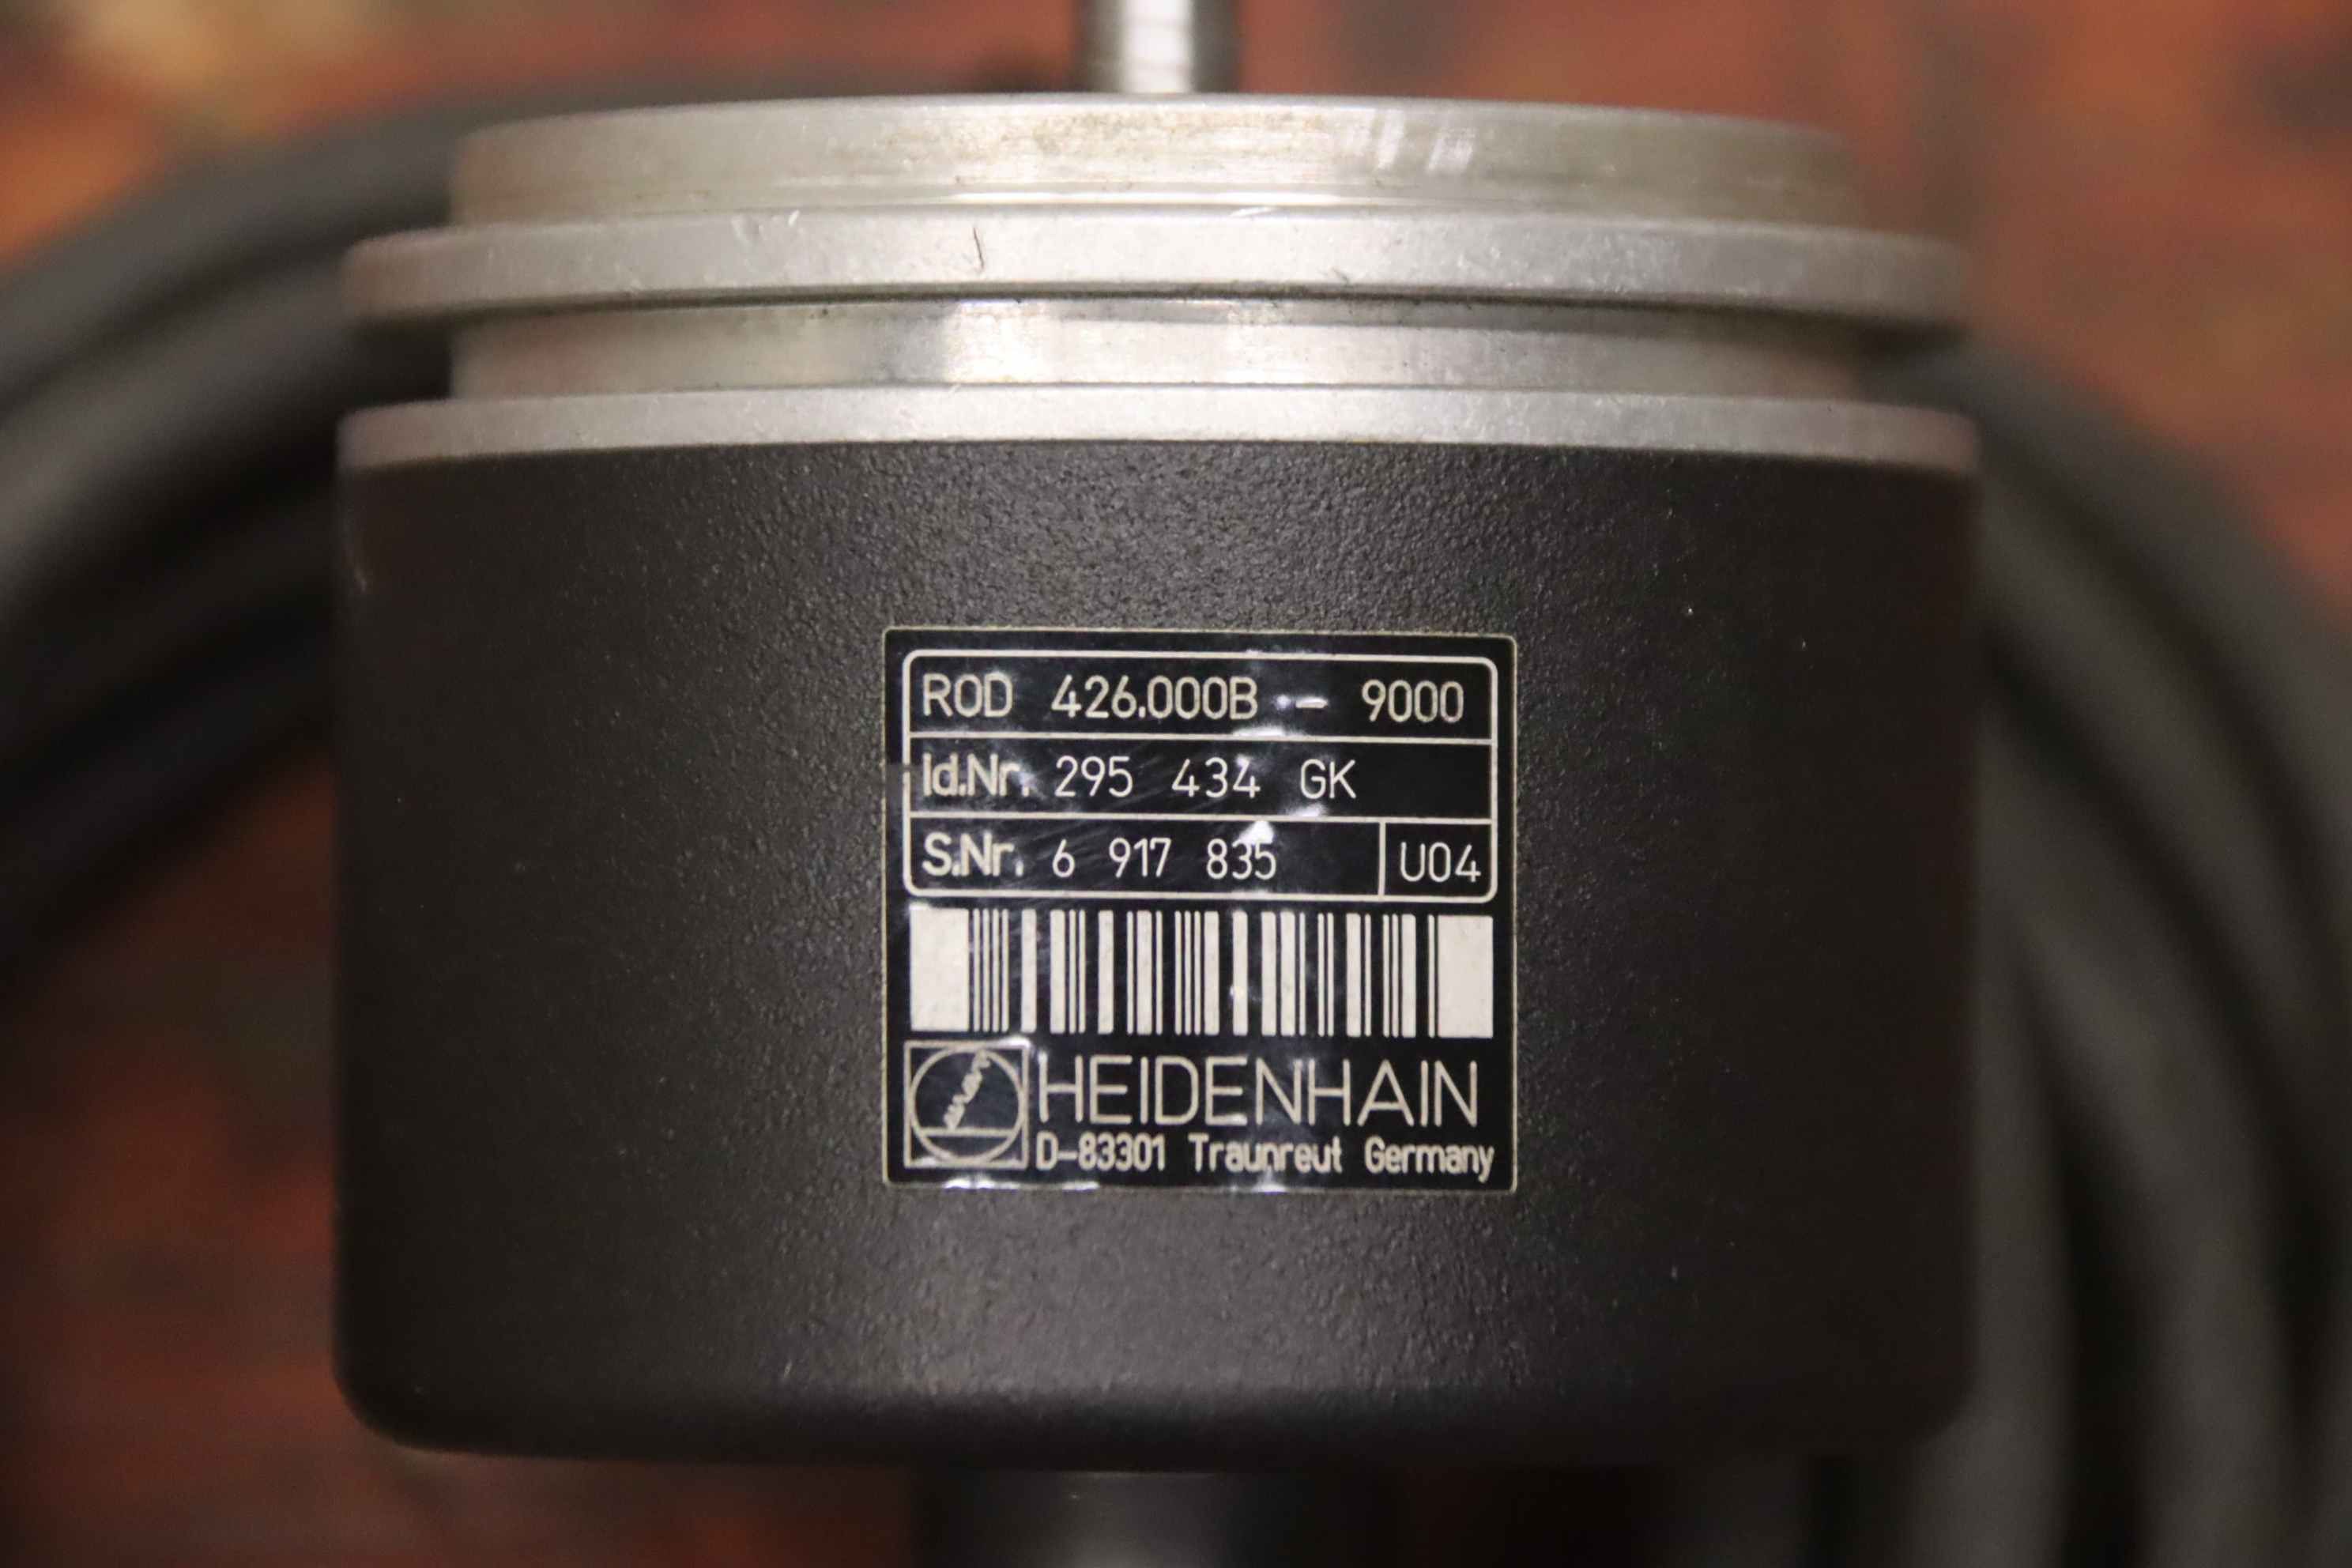 ROD 426.000B - 9000
Id.Nr. 295 434 GK
S.Nr. 6 917 835 U04
HEIDENHAIN
D-83301 Traunreut Germany